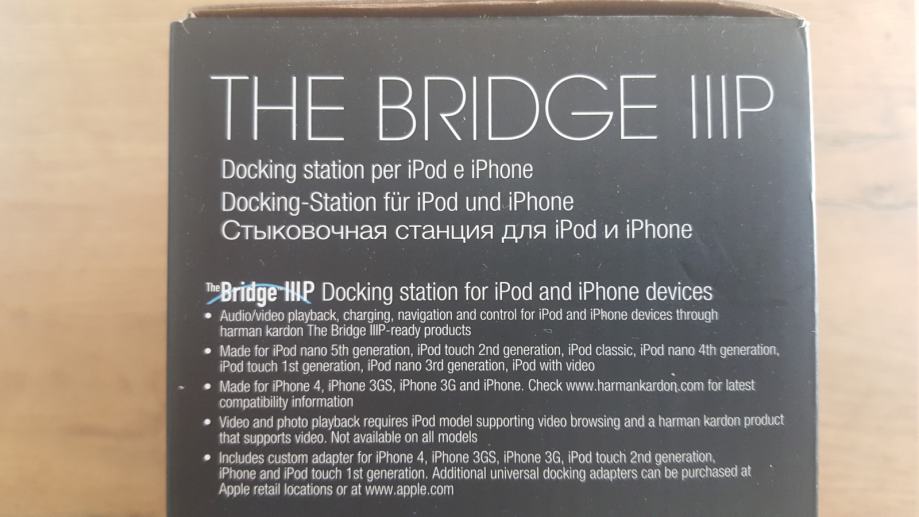 THE BRIDGE IIIP
Docking station per iPod e iPhone
Docking-Station für iPod und iPhone
Стыковочная станция для iPod и iPhone
The Bridge IIIP Docking station for iPod and iPhone devices
• Audio/video playback, charging, navigation and control for iPod and iPhone devices through
harman kardon The Bridge IIIP-ready products
• Made for iPod nano 5th generation, iPod touch 2nd generation, iPod classic, iPod nano 4th generation,
iPod touch 1st generation, iPod nano 3rd generation, iPod with video
• Made for iPhone 4, iPhone 3GS, iPhone 3G and iPhone. Check www.harmankardon.com for latest
compatibility information
• Video and photo playback requires iPod model supporting video browsing and a harman kardon product
that supports video. Not available on all models
• Includes custom adapter for iPhone 4, iPhone 3GS, iPhone 3G, iPod touch 2nd generation,
iPhone and iPod touch 1st generation. Additional universal docking adapters can be purchased at
Apple retail locations or at www.apple.com